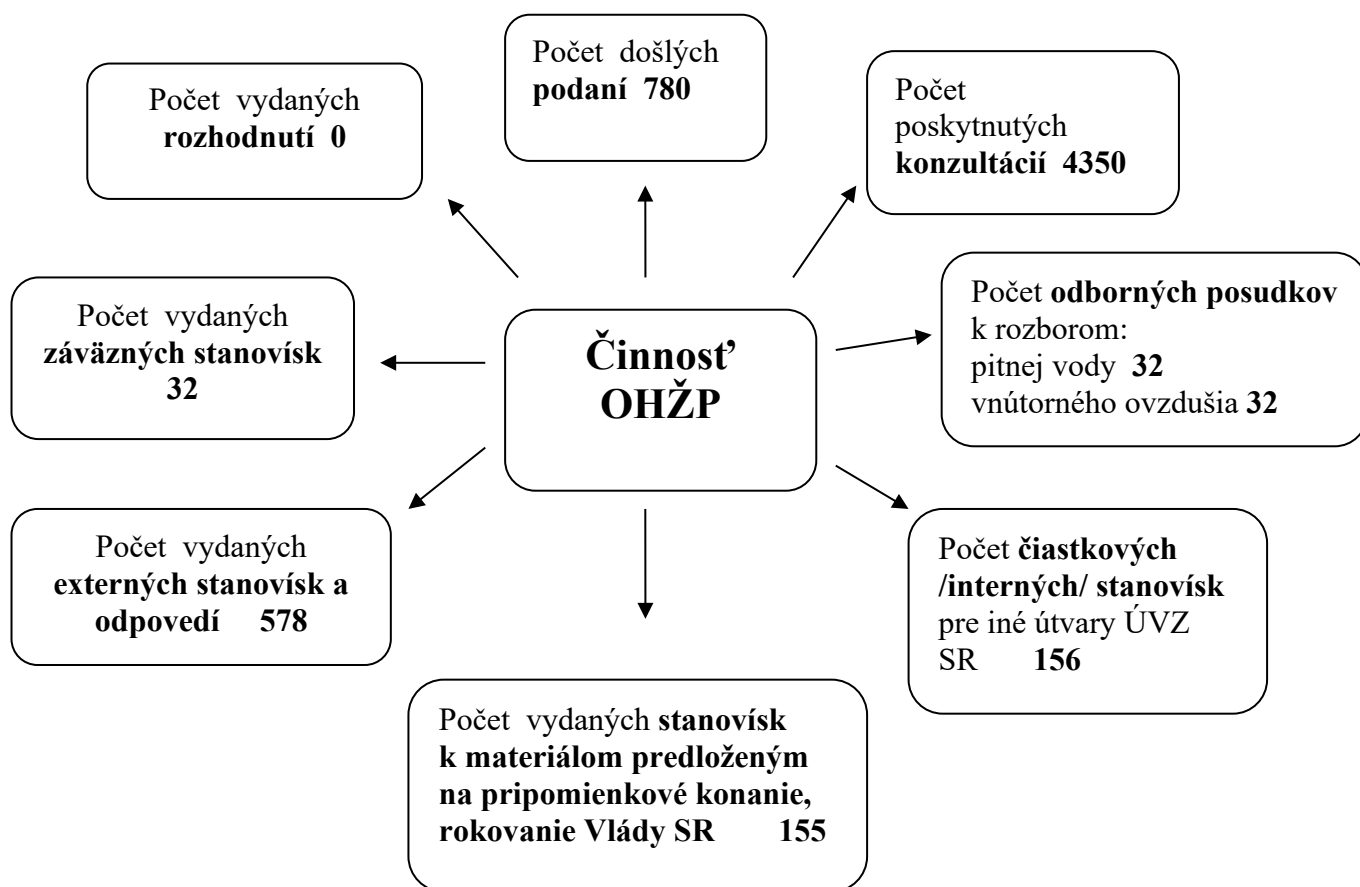 Počet došlých
podaní 780
Počet vydaných
rozhodnutí 0
Počet
poskytnutých
konzultácií 4350
Počet vydaných
záväzných stanovísk
32
Činnosť
OHŽP
Počet odborných posudkov
k rozborom:
pitnej vody 32
vnútorného ovzdušia 32
Počet vydaných
externých stanovísk a
odpovedí 578
Počet čiastkových
/interných/ stanovísk
pre iné útvary ÚVZ
SR 156
Počet vydaných stanovísk
k materiálom predloženým
na pripomienkové konanie,
rokovanie Vlády SR 155